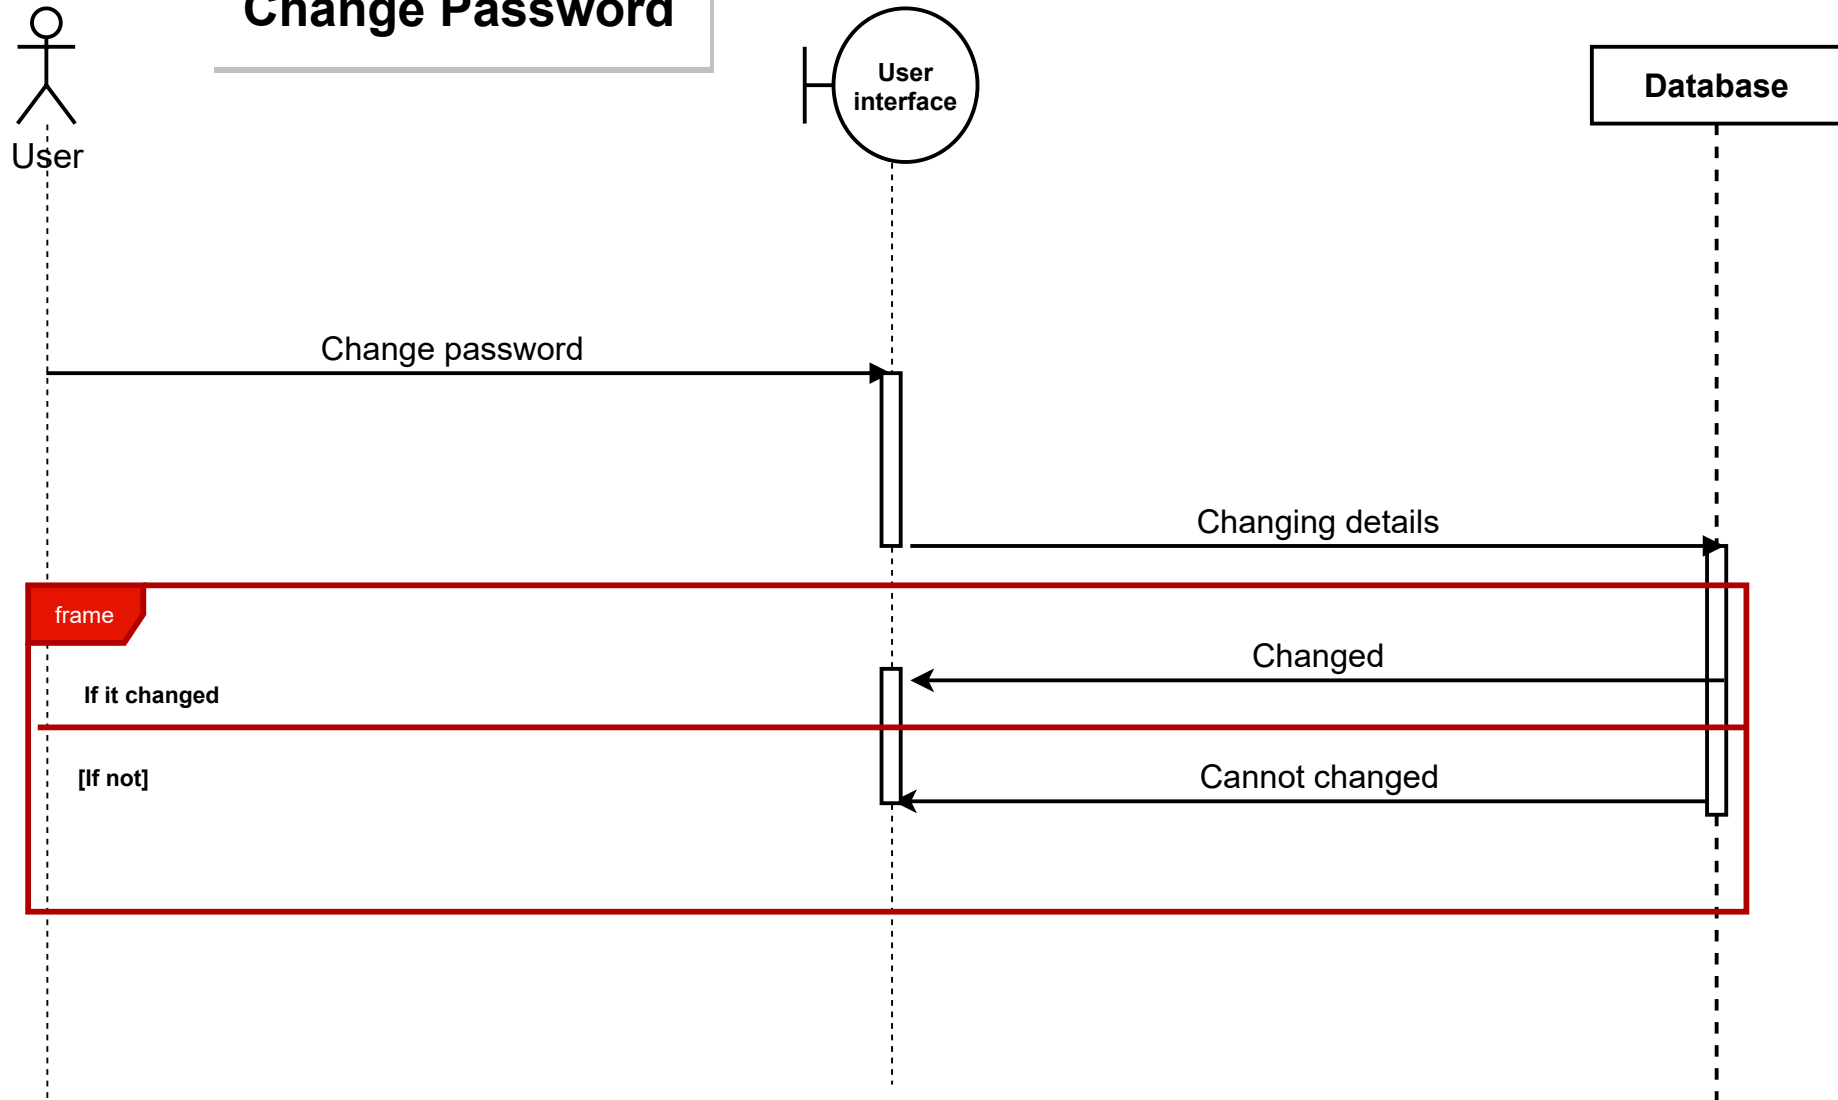 Change Password
User
interface
Database
User
Change password
Changing details
frame
Changed
If it changed
Cannot changed
[If not]